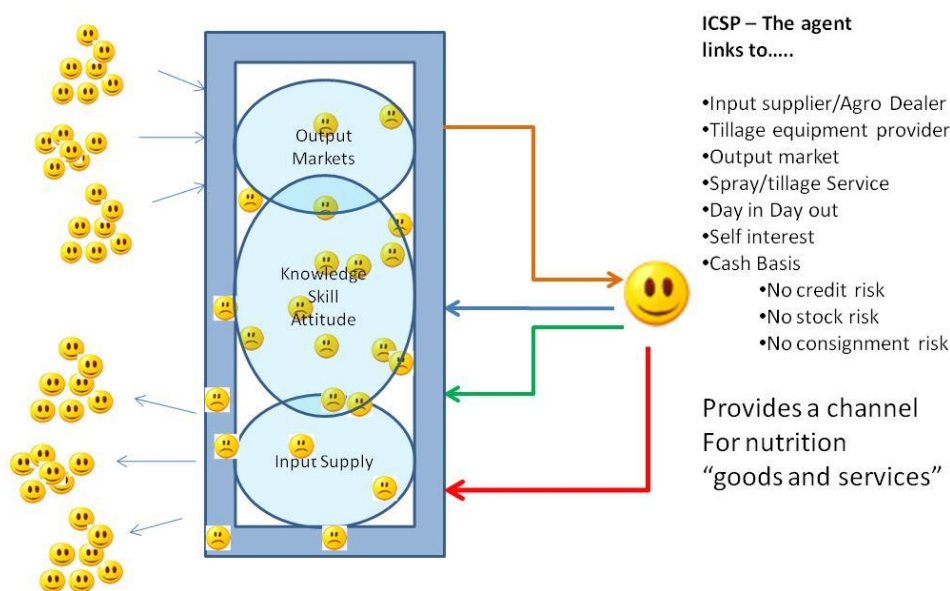 Output
Markets
Knowledge
Skill
Attitude
Input Supply
ICSP – The agent
links to…..
•Input supplier/Agro Dealer
•Tillage equipment provider
•Output market
•Spray/tillage Service
•Day in Day out
•Self interest
•Cash Basis
•No credit risk
•No stock risk
•No consignment risk
Provides a channel
For nutrition
“goods and services”